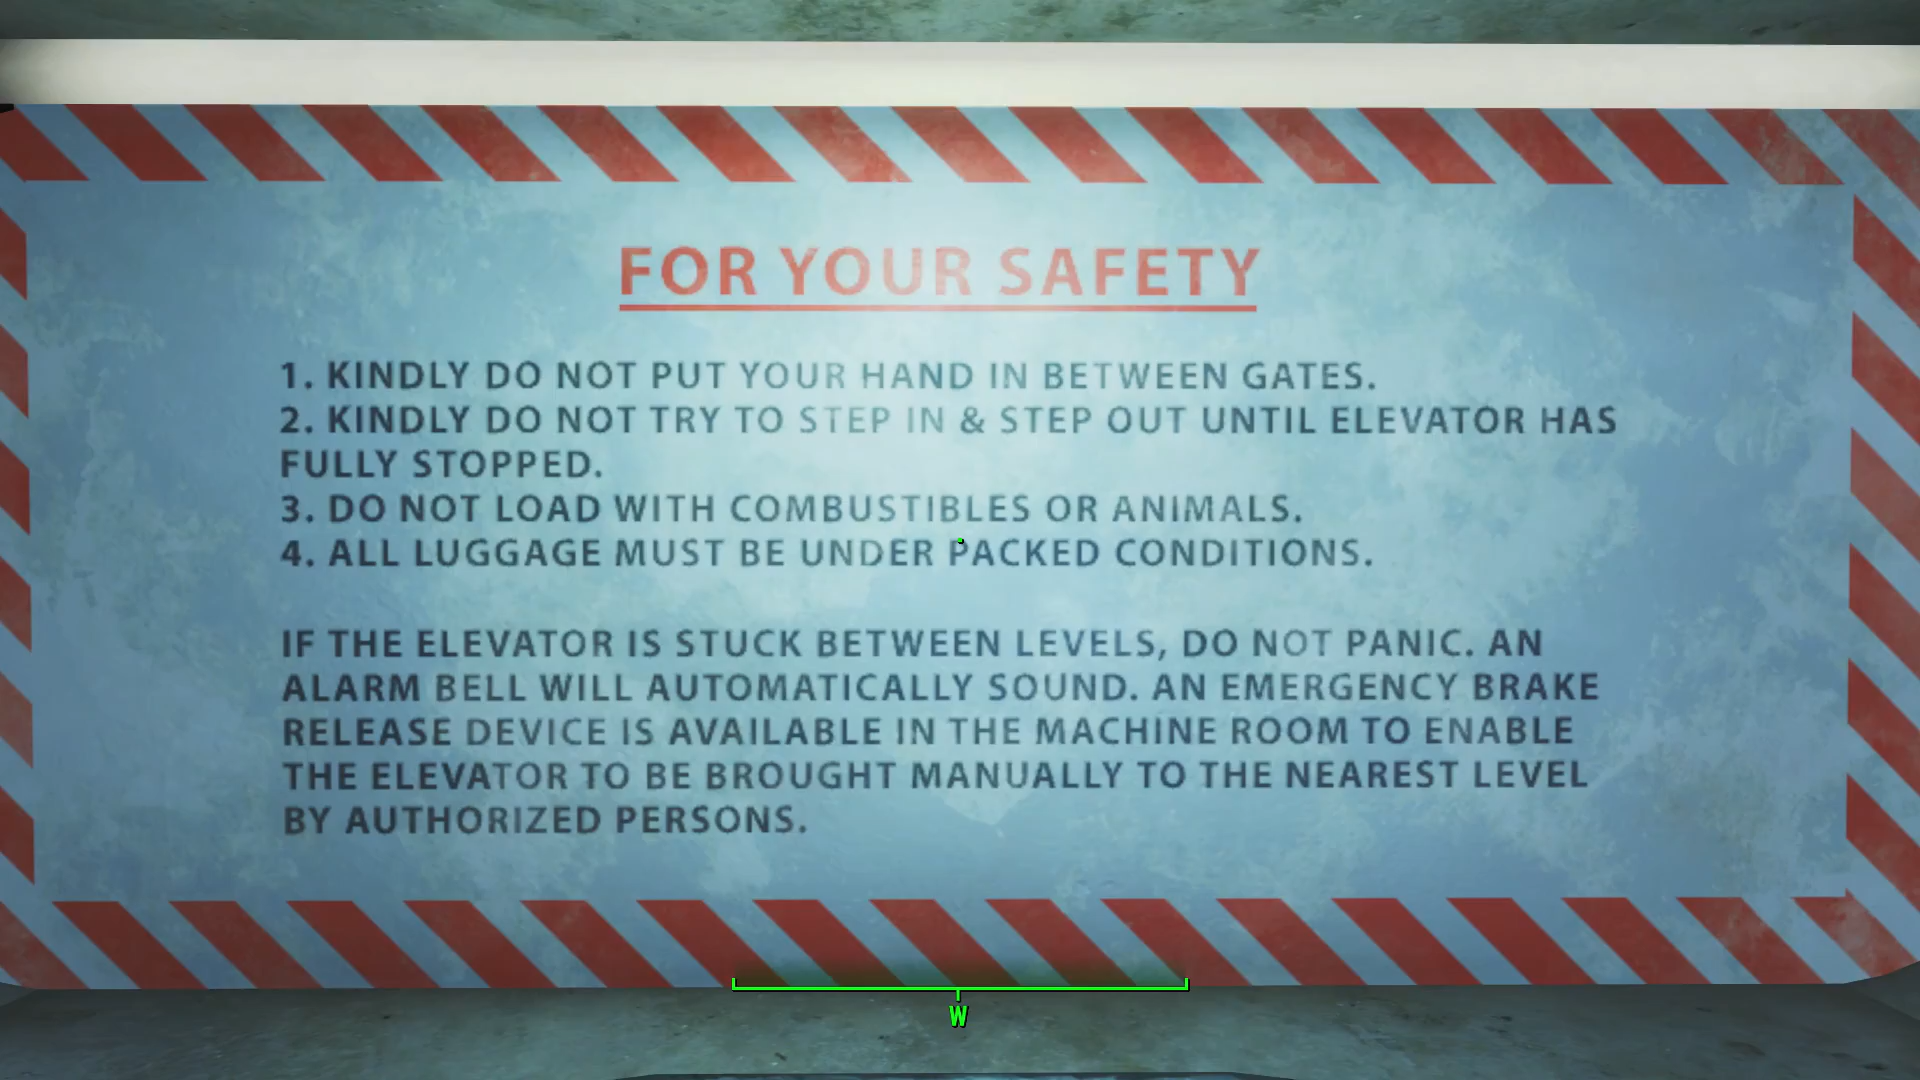 FOR YOUR SAFETY
1. KINDLY DO NOT PUT YOUR HAND IN BETWEEN GATES.
2. KINDLY DO NOT TRY TO STEP IN & STEP OUT UNTIL ELEVATOR HAS
FULLY STOPPED.
3. DO NOT LOAD WITH COMBUSTIBLES OR ANIMALS.
4. ALL LUGGAGE MUST BE UNDER PACKED CONDITIONS.
IF THE ELEVATOR IS STUCK BETWEEN LEVELS, DO NOT PANIC. AN
ALARM BELL WILL AUTOMATICALLY SOUND. AN EMERGENCY BRAKE
RELEASE DEVICE IS AVAILABLE IN THE MACHINE ROOM TO ENABLE
THE ELEVATOR TO BE BROUGHT MANUALLY TO THE NEAREST LEVEL
BY AUTHORIZED PERSONS.
W